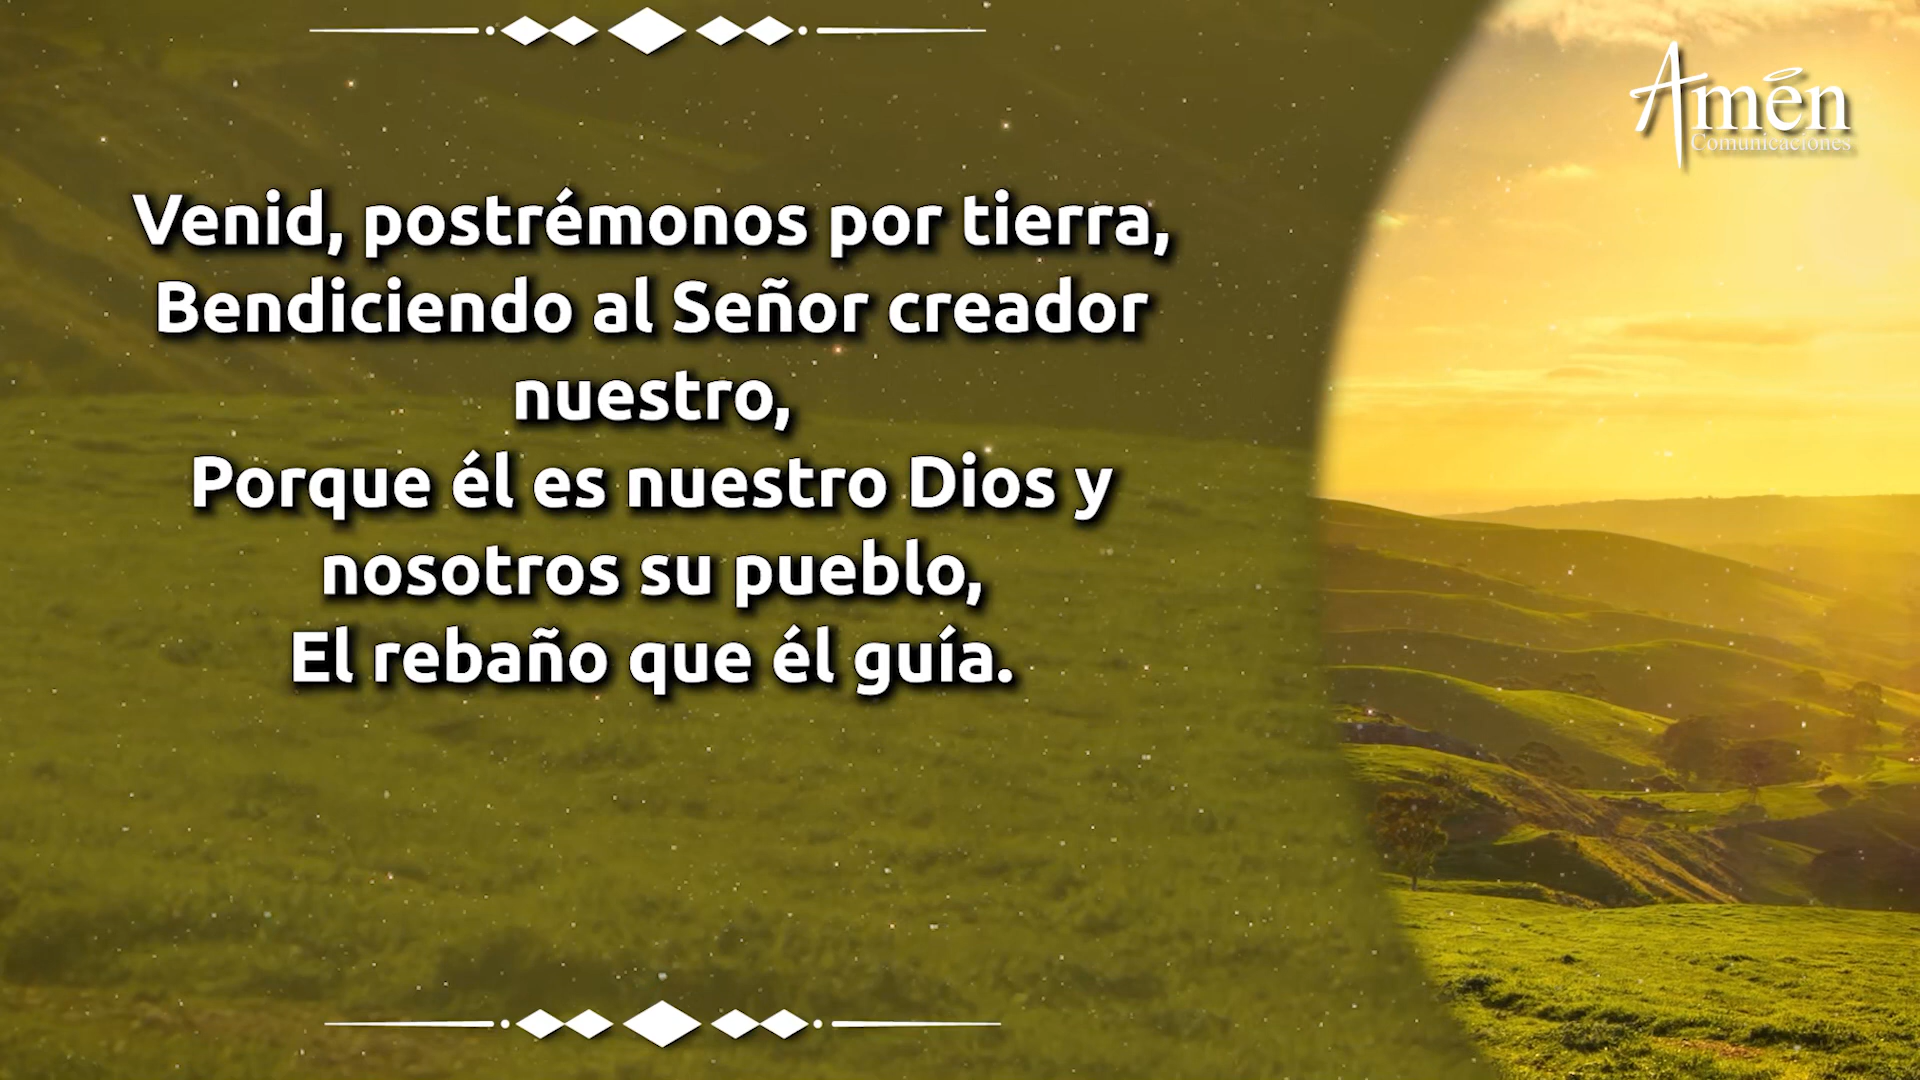 Amén
Comunicaciones
Venid, postrémonos por tierra,
Bendiciendo al Señor creador
nuestro,
Porque él es nuestro Dios y
nosotros su pueblo,
El rebaño que él guía.